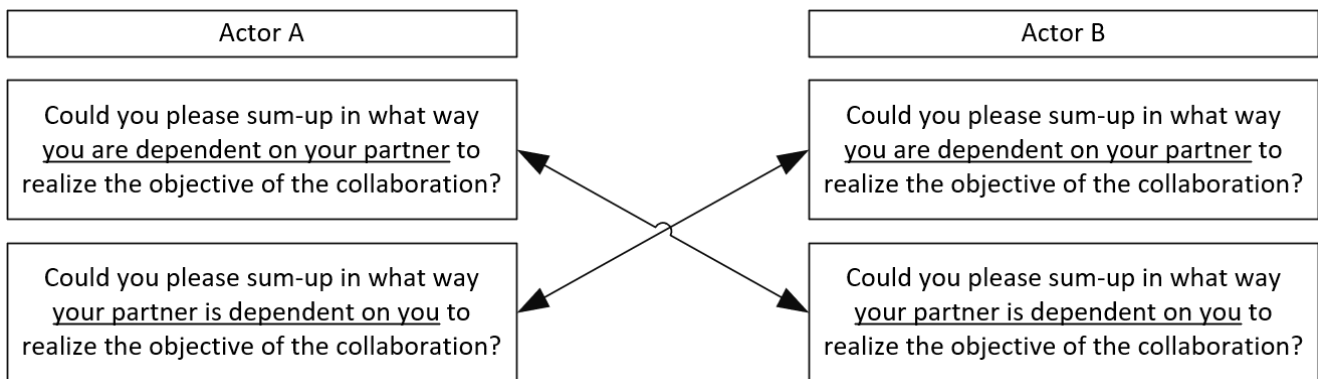 Actor A
Could you please sum-up in what way
you are dependent on your partner to
realize the objective of the collaboration?
Could you please sum-up in what way
your partner is dependent on you to
realize the objective of the collaboration?
Actor B
Could you please sum-up in what way
you are dependent on your partner to
realize the objective of the collaboration?
Could you please sum-up in what way
your partner is dependent on you to
realize the objective of the collaboration?